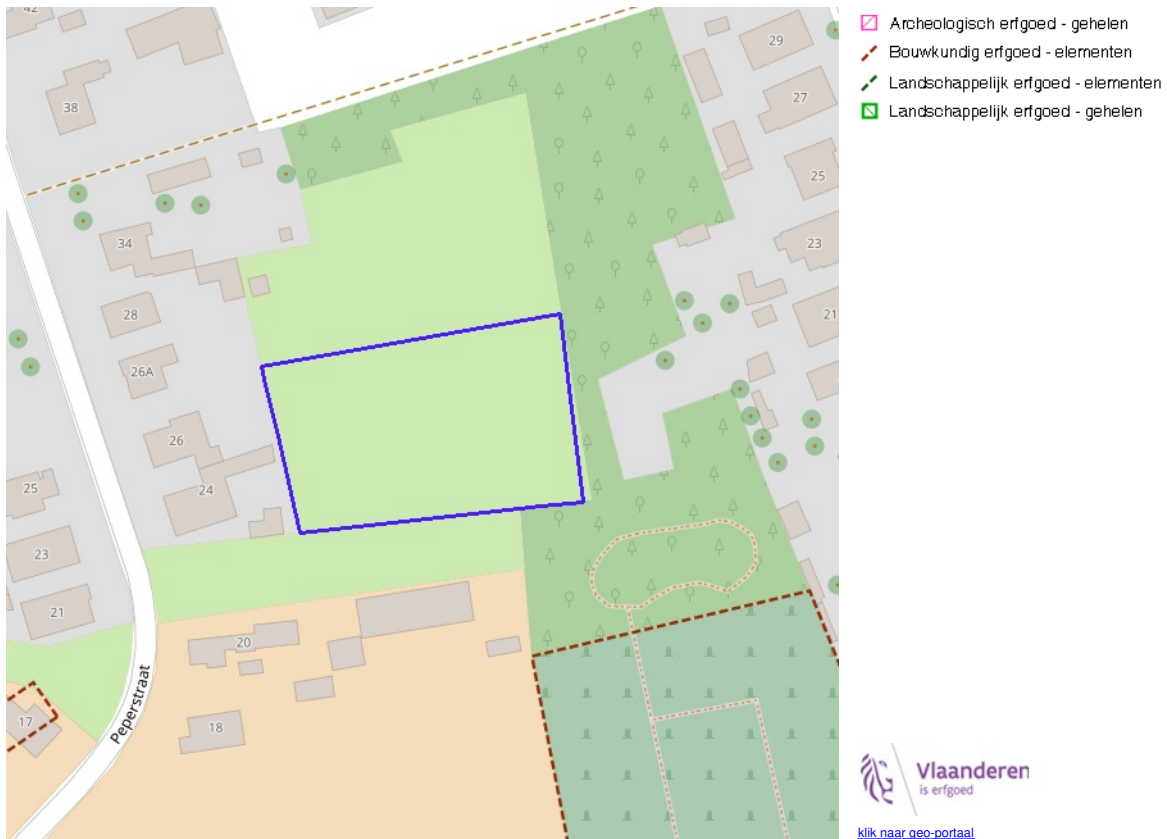 42
38
34
28
26A
26
24
25
23
21
17
20
18
Peperstraat
29
27
25
23
21
Archeologisch erfgoed - gehelen
Bouwkundig erfgoed - elementen
Landschappelijk erfgoed - elementen
Landschappelijk erfgoed - gehelen
Vlaanderen
is erfgoed
klik naar geo-portaal